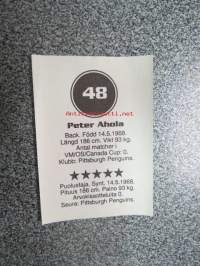 48
Peter Ahola
Back. Född 14.5.1968.
Längd 186 cm, Vikt 93 kg.
Antal matcher i
VM/OS/Canada Cup: 0.
Klubb: Pittsburgh Penguins.
★★★★★
Puolustaja, Synt. 14.5.1968.
Pituus 186 cm, Paino 93 kg.
Arvokisaotteluita 0.
Seura: Pittsburgh Penguins.